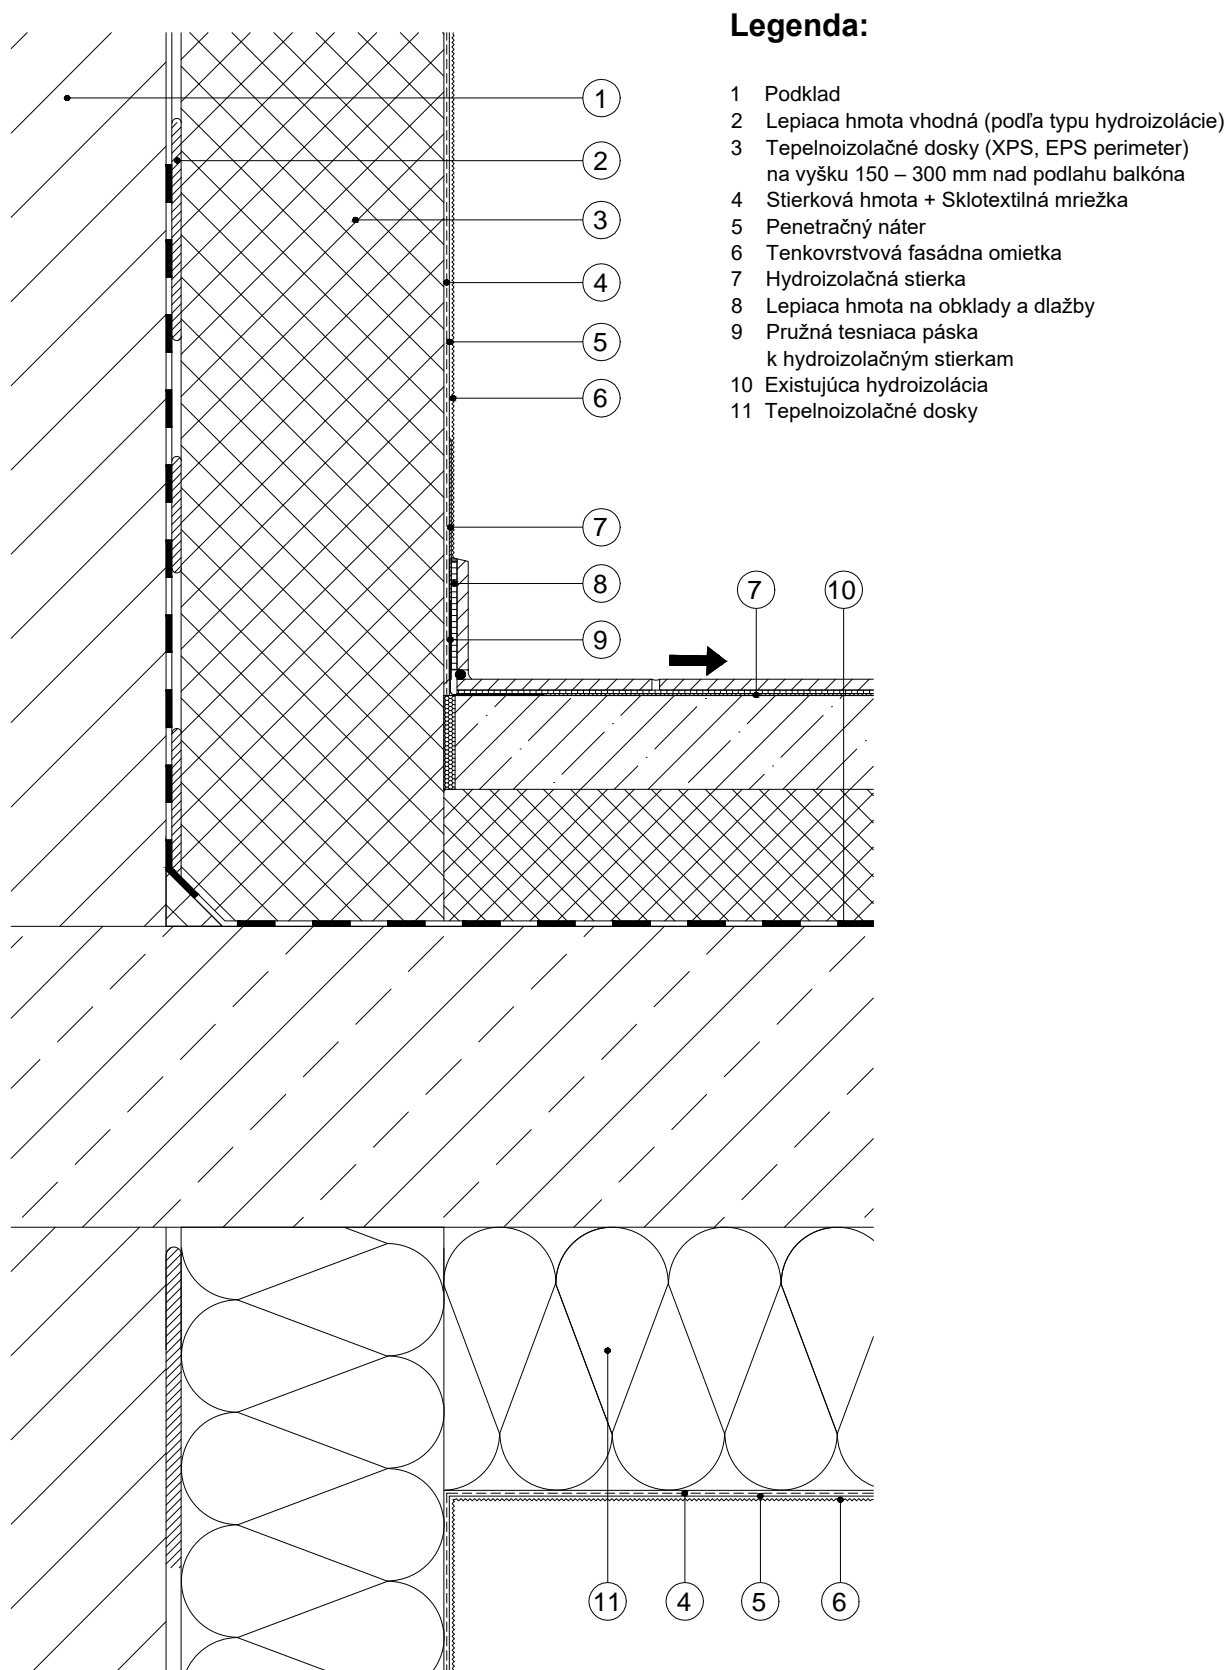 Legenda:
1 Podklad
2 Lepiaca hmota vhodná (podľa typu hydroizolácie)
3 Tepelnoizolačné dosky (XPS, EPS perimeter)
na vyšku 150 – 300 mm nad podlahu balkóna
4 Stierková hmota + Sklotextilná mriežka
5 Penetračný náter
6 Tenkovrstvová fasádna omietka
7 Hydroizolačná stierka
8 Lepiaca hmota na obklady a dlažby
9 Pružná tesniaca páska
k hydroizolačným stierkam
10 Existujúca hydroizolácia
11 Tepelnoizolačné dosky
1
2
3
4
5
6
7
8
9
7 10
11 4 5 6